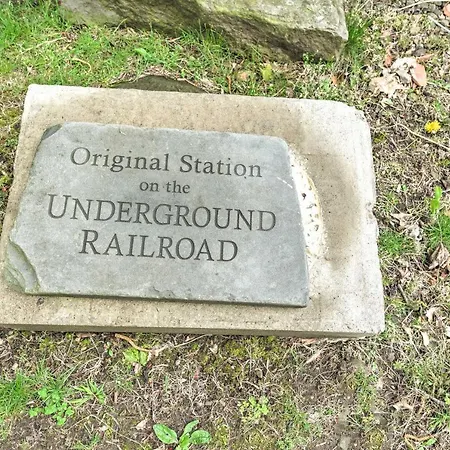 Original Station
on the
UNDERGROUND
RAILROAD